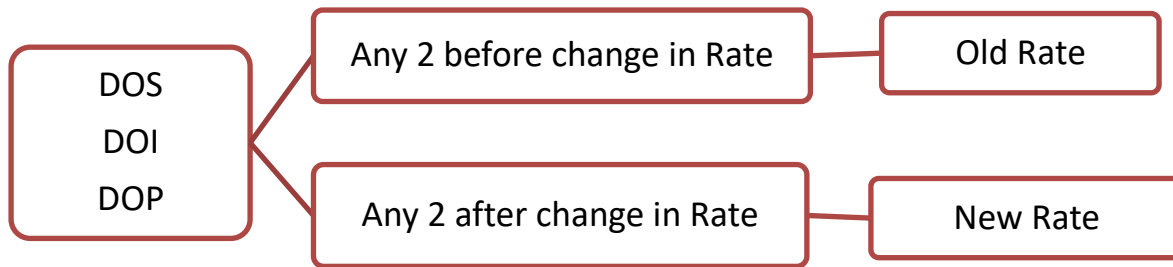 DOS
DOI
DOP
Any 2 before change in Rate
Old Rate
Any 2 after change in Rate
New Rate